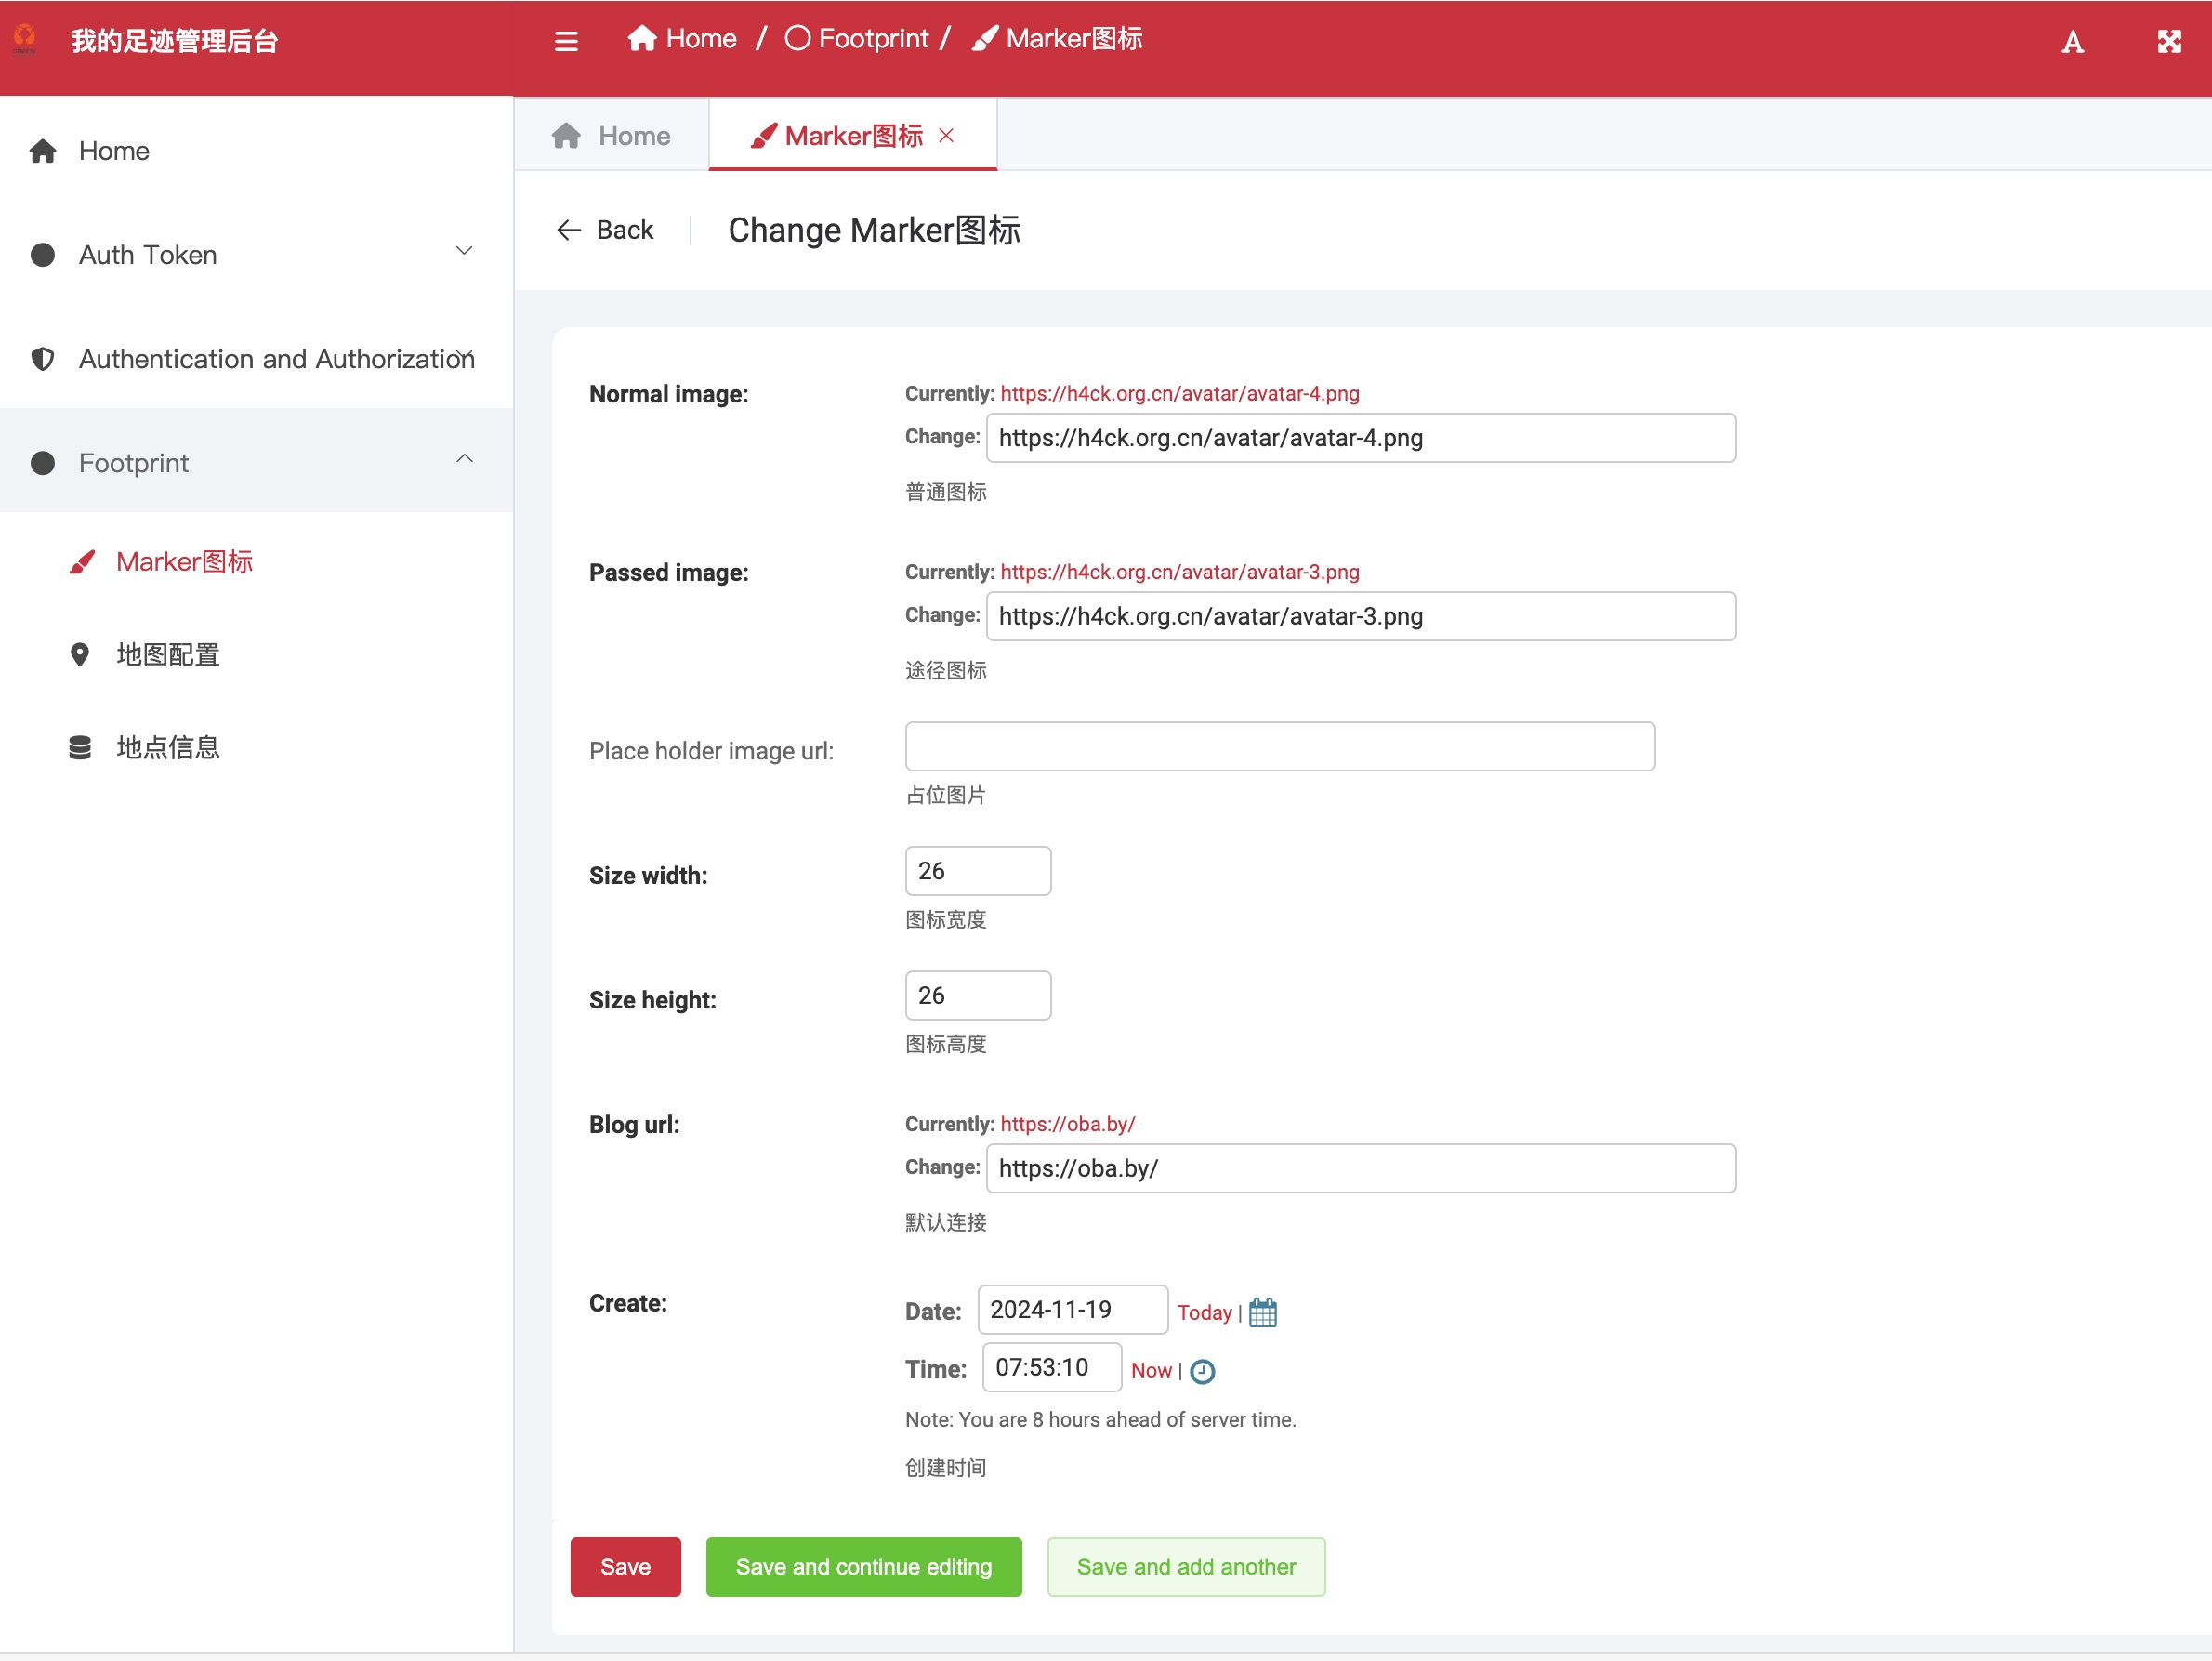 我的足迹管理后台
Home / Footprint / Marker图标
Home
Auth Token
Authentication and Authorization
Footprint
Marker图标
地图配置
地点信息
Home
Marker图标
Back
Change Marker图标
Normal image:
Currently: https://h4ck.org.cn/avatar/avatar-4.png
Change: https://h4ck.org.cn/avatar/avatar-4.png
普通图标
Passed image:
Currently: https://h4ck.org.cn/avatar/avatar-3.png
Change: https://h4ck.org.cn/avatar/avatar-3.png
途径图标
Place holder image url:
占位图片
Size width:
26
图标宽度
Size height:
26
图标高度
Blog url:
Currently: https://oba.by/
Change: https://oba.by/
默认连接
Create:
Date: 2024-11-19 Today |
Time: 07:53:10 Now |
Note: You are 8 hours ahead of server time.
创建时间
Save
Save and continue editing
Save and add another